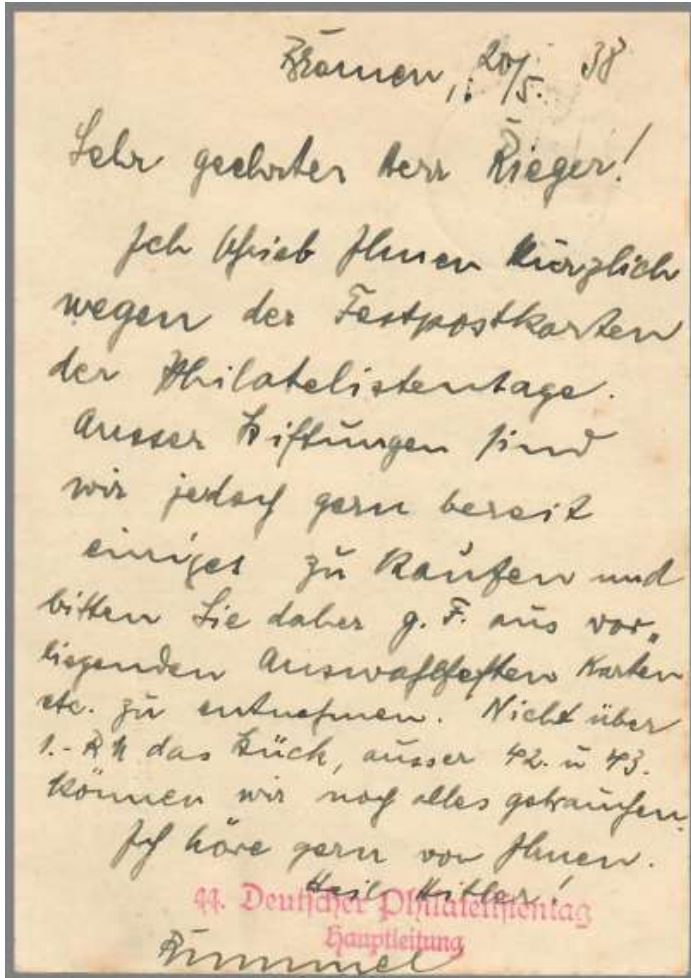 Bremen, 20/5. 38
Sehr geehrter Herr Rieger!
Ich schrieb Ihnen kürzlich
wegen der Festpostkarten
der Philatelistentage.
Ausser Stiftungen sind
wir jedoch gern bereit
einiges zu kaufen und
bitten Sie daher g. F. aus vor„
liegenden Auswahlheften Karten
etc. zu entnehmen. Nicht über
1.- RM das Stück, ausser 42. u 43.
können wir noch alles gebrauchen.
Ich höre gern von Ihnen.
Heil Hitler!
44. Deutscher Philatelistentag
Hauptleitung